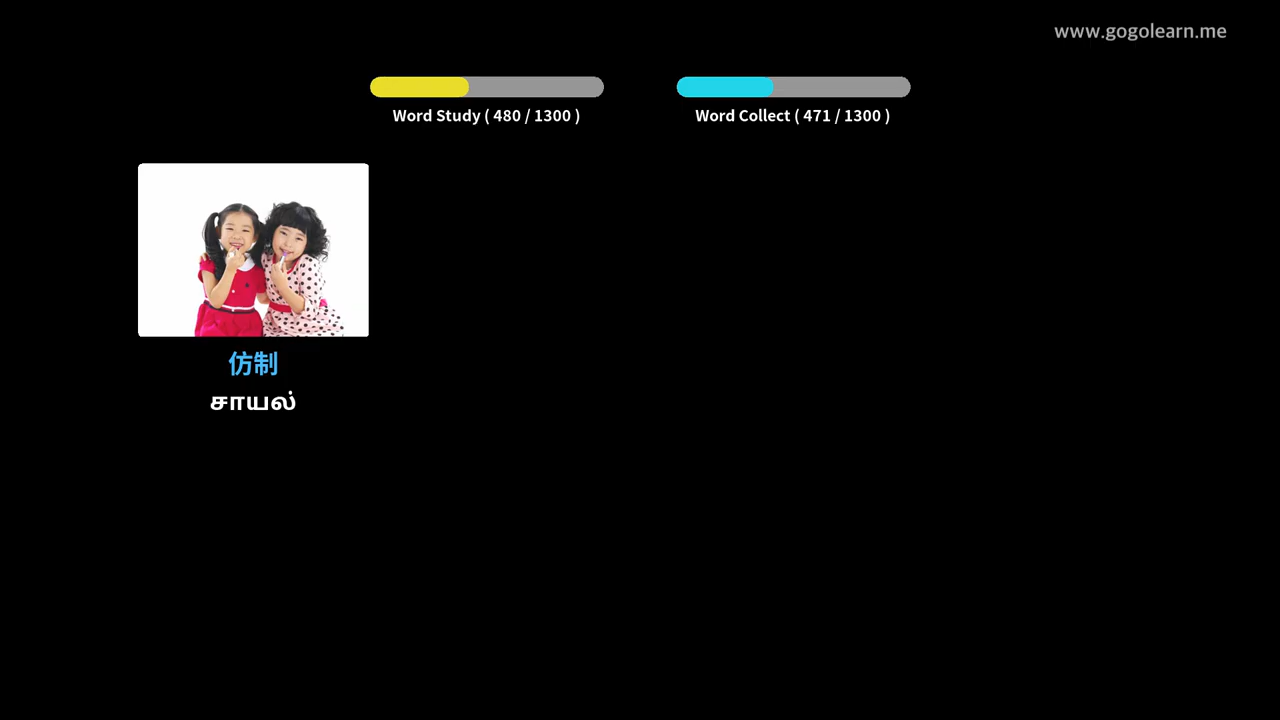 www.gogolearn.me
Word Study ( 480 / 1300 )
Word Collect ( 471 / 1300 )
仿制
சாயல்